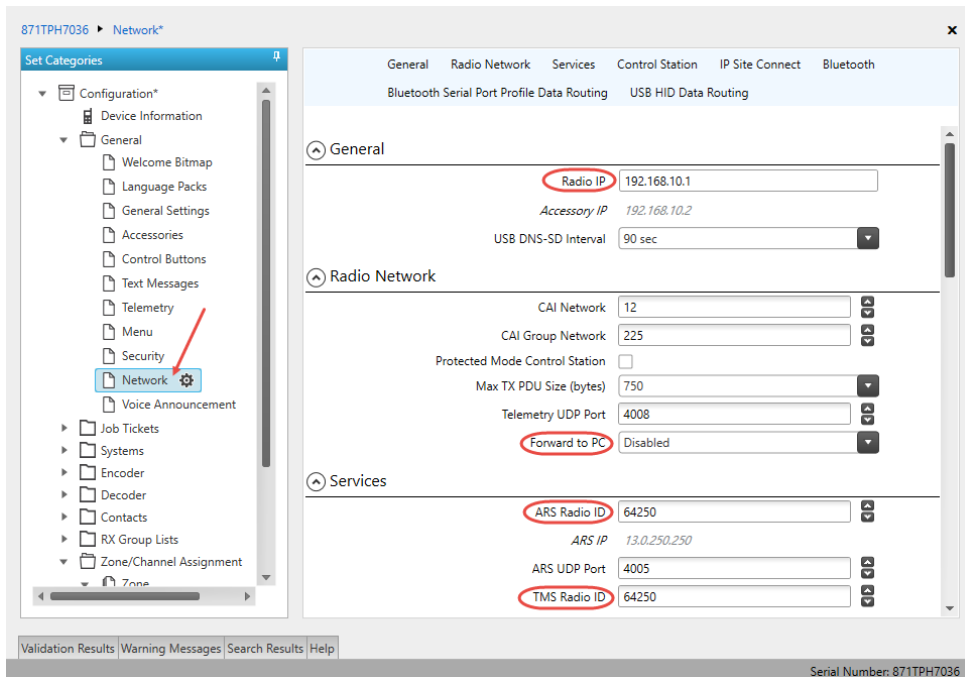 871TPH7036 Network*
Set Categories
Configuration*
Device Information
General
Welcome Bitmap
Language Packs
General Settings
Accessories
Control Buttons
Text Messages
Telemetry
Menu
Security
Network
Voice Announcement
Job Tickets
Systems
Encoder
Decoder
Contacts
RX Group Lists
Zone/Channel Assignment
Zone
General Radio Network Services Control Station IP Site Connect Bluetooth
Bluetooth Serial Port Profile Data Routing USB HID Data Routing
General
Radio IP 192.168.10.1
Accessory IP 192.168.10.2
USB DNS-SD Interval 90 sec
Radio Network
CAI Network 12
CAI Group Network 225
Protected Mode Control Station
Max TX PDU Size (bytes) 750
Telemetry UDP Port 4008
Forward to PC Disabled
Services
ARS Radio ID 64250
ARS IP 13.0.250.250
ARS UDP Port 4005
TMS Radio ID 64250
Validation Results Warning Messages Search Results Help
Serial Number: 871TPH7036